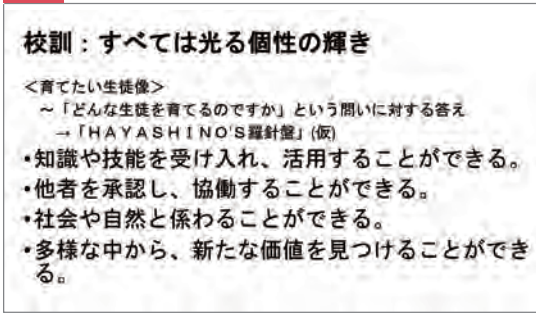 校訓：すべては光る個性の輝き
＜育てたい生徒像＞
～「どんな生徒を育てるのですか」という問いに対する答え
→「ＨＡＹＡＳＨＩＮＯ'Ｓ羅針盤」(仮)
•知識や技能を受け入れ、活用することができる。
•他者を承認し、協働することができる。
•社会や自然と係わることができる。
•多様な中から、新たな価値を見つけることができ
る。